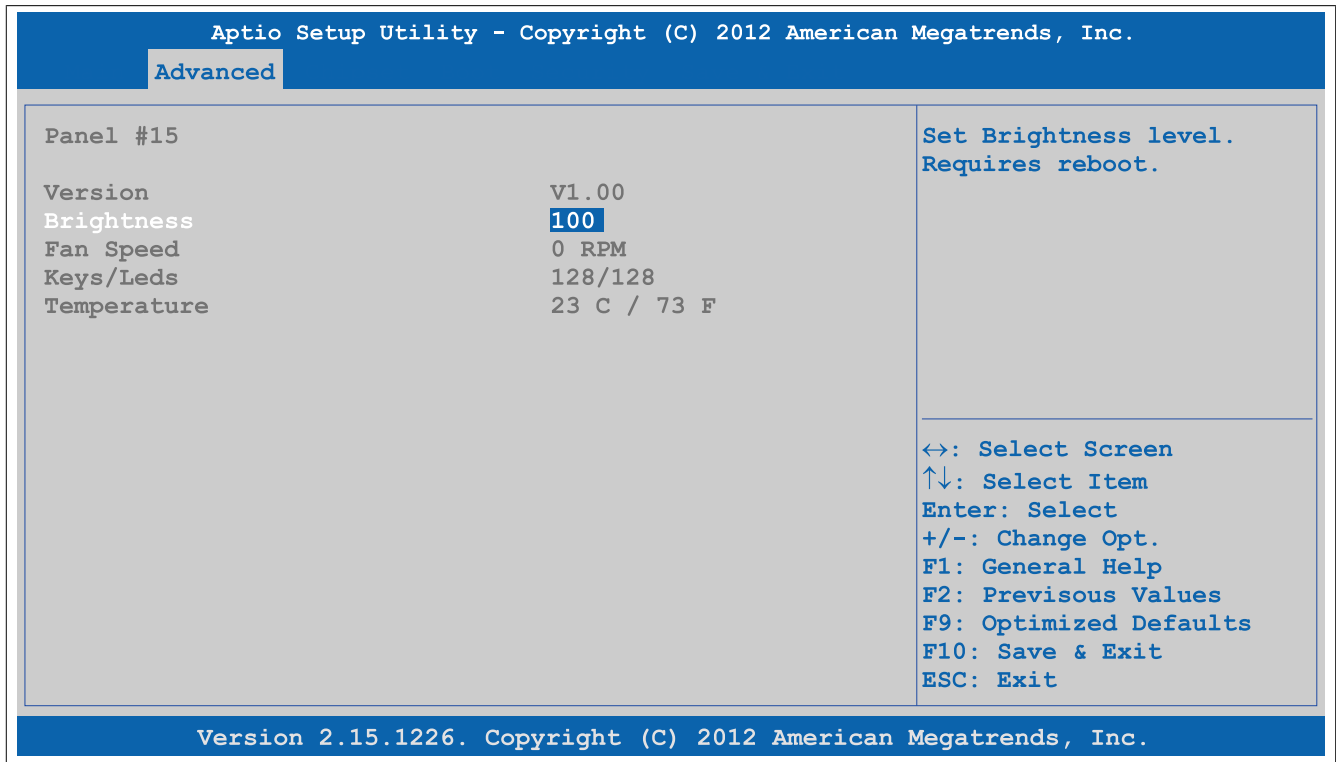 Aptio Setup Utility - Copyright (C) 2012 American Megatrends, Inc.
Advanced
Panel #15
Version V1.00
Brightness 100
Fan Speed 0 RPM
Keys/Leds 128/128
Temperature 23 C / 73 F
Set Brightness level.
Requires reboot.
↔: Select Screen
↑↓: Select Item
Enter: Select
+/-: Change Opt.
F1: General Help
F2: Previsous Values
F9: Optimized Defaults
F10: Save & Exit
ESC: Exit
Version 2.15.1226. Copyright (C) 2012 American Megatrends, Inc.